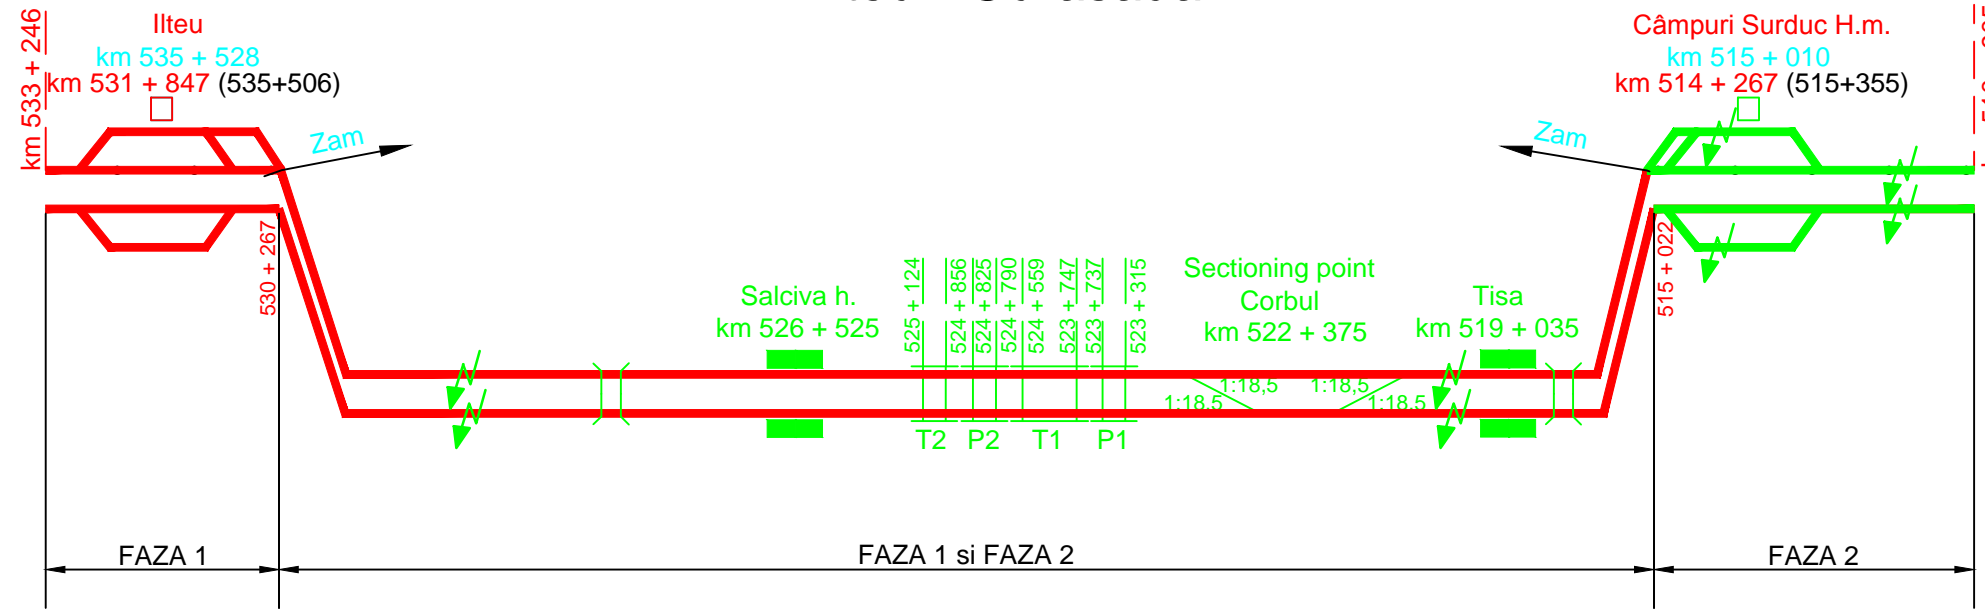 km 533 + 246
Ilteu
km 535 + 528
km 531 + 847 (535+506)
Zam
530 + 267
Salciva h.
km 526 + 525
525 + 124
524 + 856
524 + 825
524 + 790
524 + 559
523 + 747
523 + 737
523 + 315
T2
P2
T1
P1
Sectioning point
Corbul
km 522 + 375
1:18,5
1:18,5
1:18,5
1:18,5
Tisa
km 519 + 035
Zam
Câmpuri Surduc H.m.
km 515 + 010
km 514 + 267 (515+355)
515 + 022
FAZA 1
FAZA 1 si FAZA 2
FAZA 2